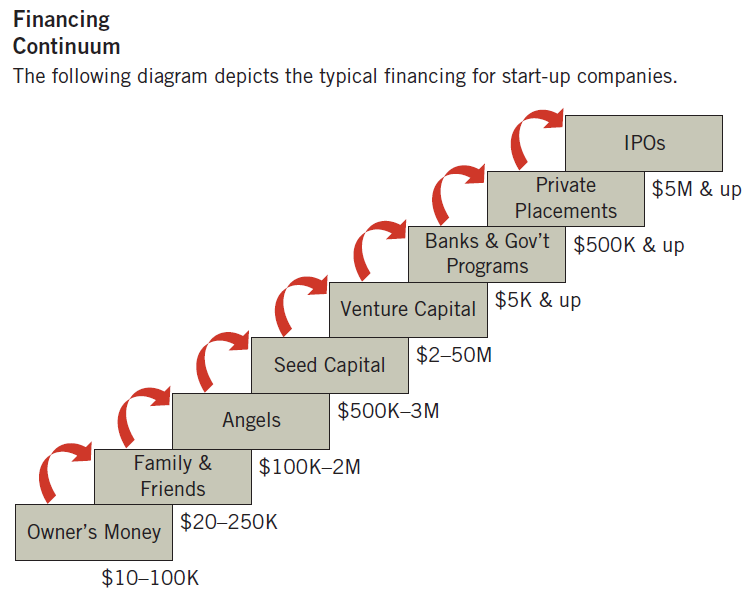 Financing
Continuum
The following diagram depicts the typical financing for start-up companies.
IPOs
Private
Placements
$5M & up
Banks & Gov't
Programs
$500K & up
Venture Capital
$5K & up
Seed Capital
$2–50M
Angels
$500K–3M
Family &
Friends
$100K–2M
Owner's Money
$20–250K
$10–100K